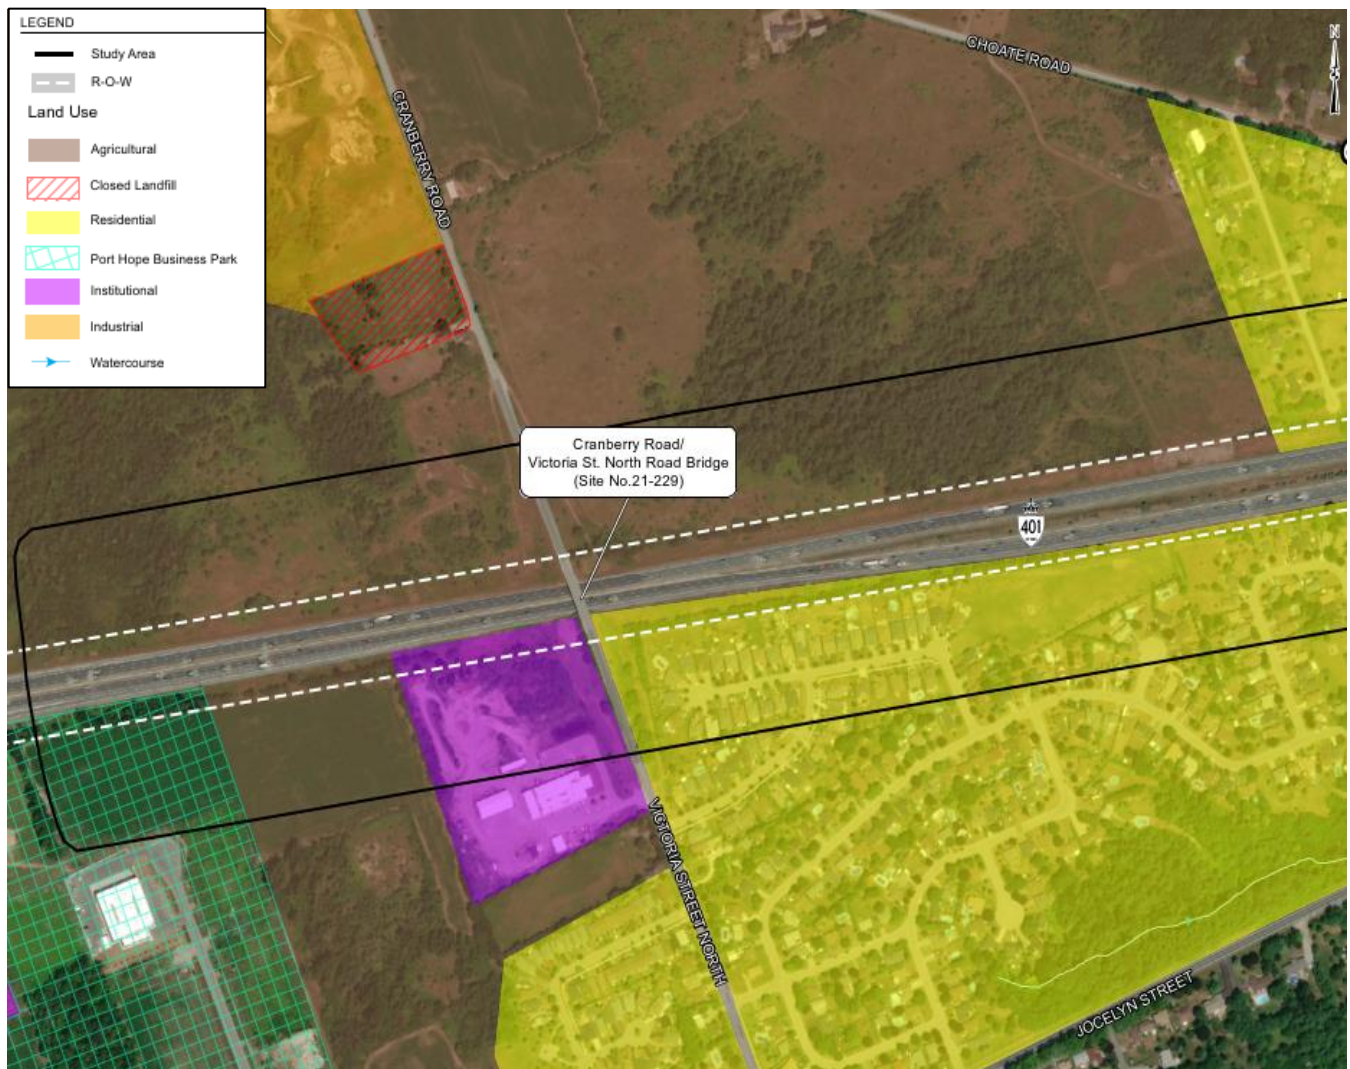 LEGEND
Study Area
R-O-W
Land Use
Agricultural
Closed Landfill
Residential
Port Hope Business Park
Institutional
Industrial
Watercourse
N
CHOATE ROAD
CRANBERRY ROAD
Cranberry Road/
Victoria St. North Road Bridge
(Site No.21-229)
401
VICTORIA STREET NORTH
JOCELYN STREET